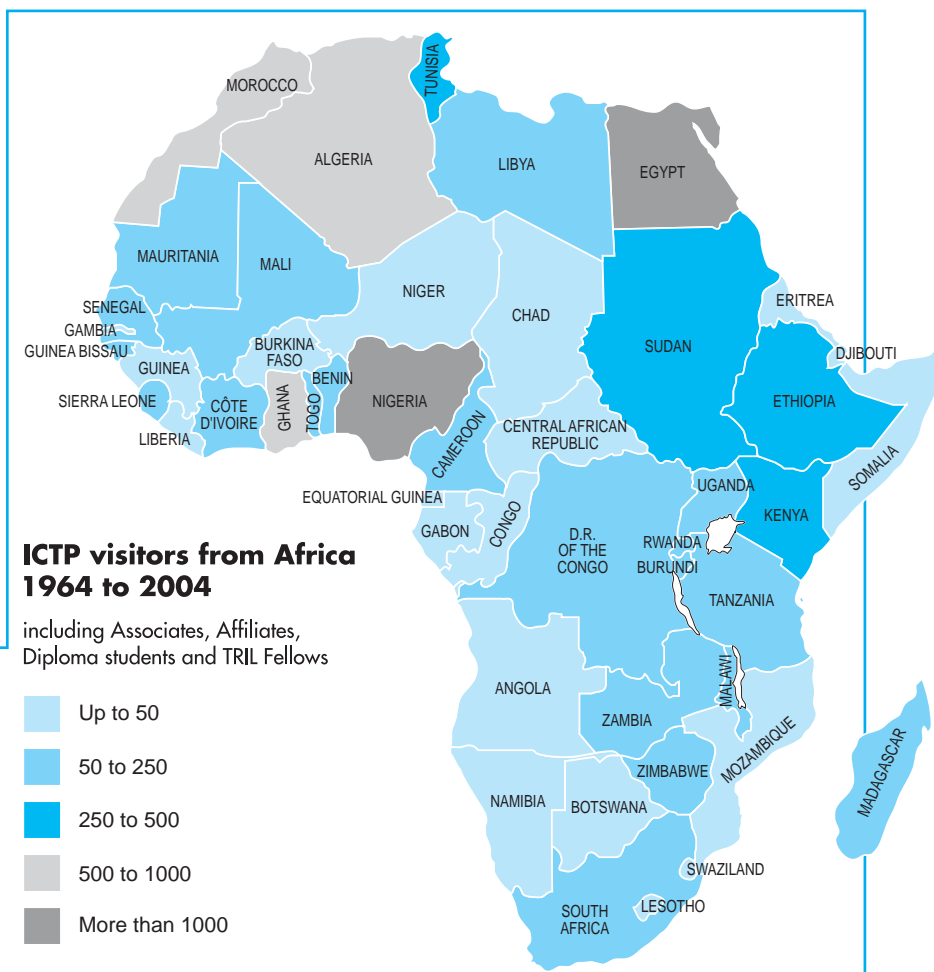 MOROCCO
TUNISIA
ALGERIA
LIBYA
EGYPT
MAURITANIA
MALI
NIGER
CHAD
SUDAN
ERITREA
DJIBOUTI
SENEGAL
GAMBIA
GUINEA BISSAU
GUINEA
SIERRA LEONE
LIBERIA
CÔTE
D'IVOIRE
BURKINA
FASO
GHANA
TOGO
BENIN
NIGERIA
CAMEROON
CENTRAL AFRICAN
REPUBLIC
ETHIOPIA
SOMALIA
EQUATORIAL GUINEA
GABON
CONGO
D.R.
OF THE
CONGO
UGANDA
KENYA
RWANDA
BURUNDI
TANZANIA
ANGOLA
ZAMBIA
MALAWI
MOZAMBIQUE
ZIMBABWE
NAMIBIA
BOTSWANA
MADAGASCAR
SWAZILAND
LESOTHO
SOUTH
AFRICA
ICTP visitors from Africa
1964 to 2004
including Associates, Affiliates,
Diploma students and TRIL Fellows
Up to 50
50 to 250
250 to 500
500 to 1000
More than 1000